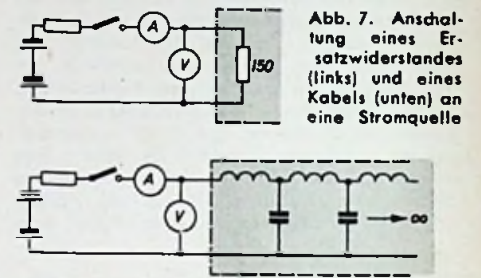 Abb. 7. Anschal-
tung eines Er-
satzwiderstandes
(links) und eines
Kabels (unten) an
eine Stromquelle
A
V
150
A
V
∞